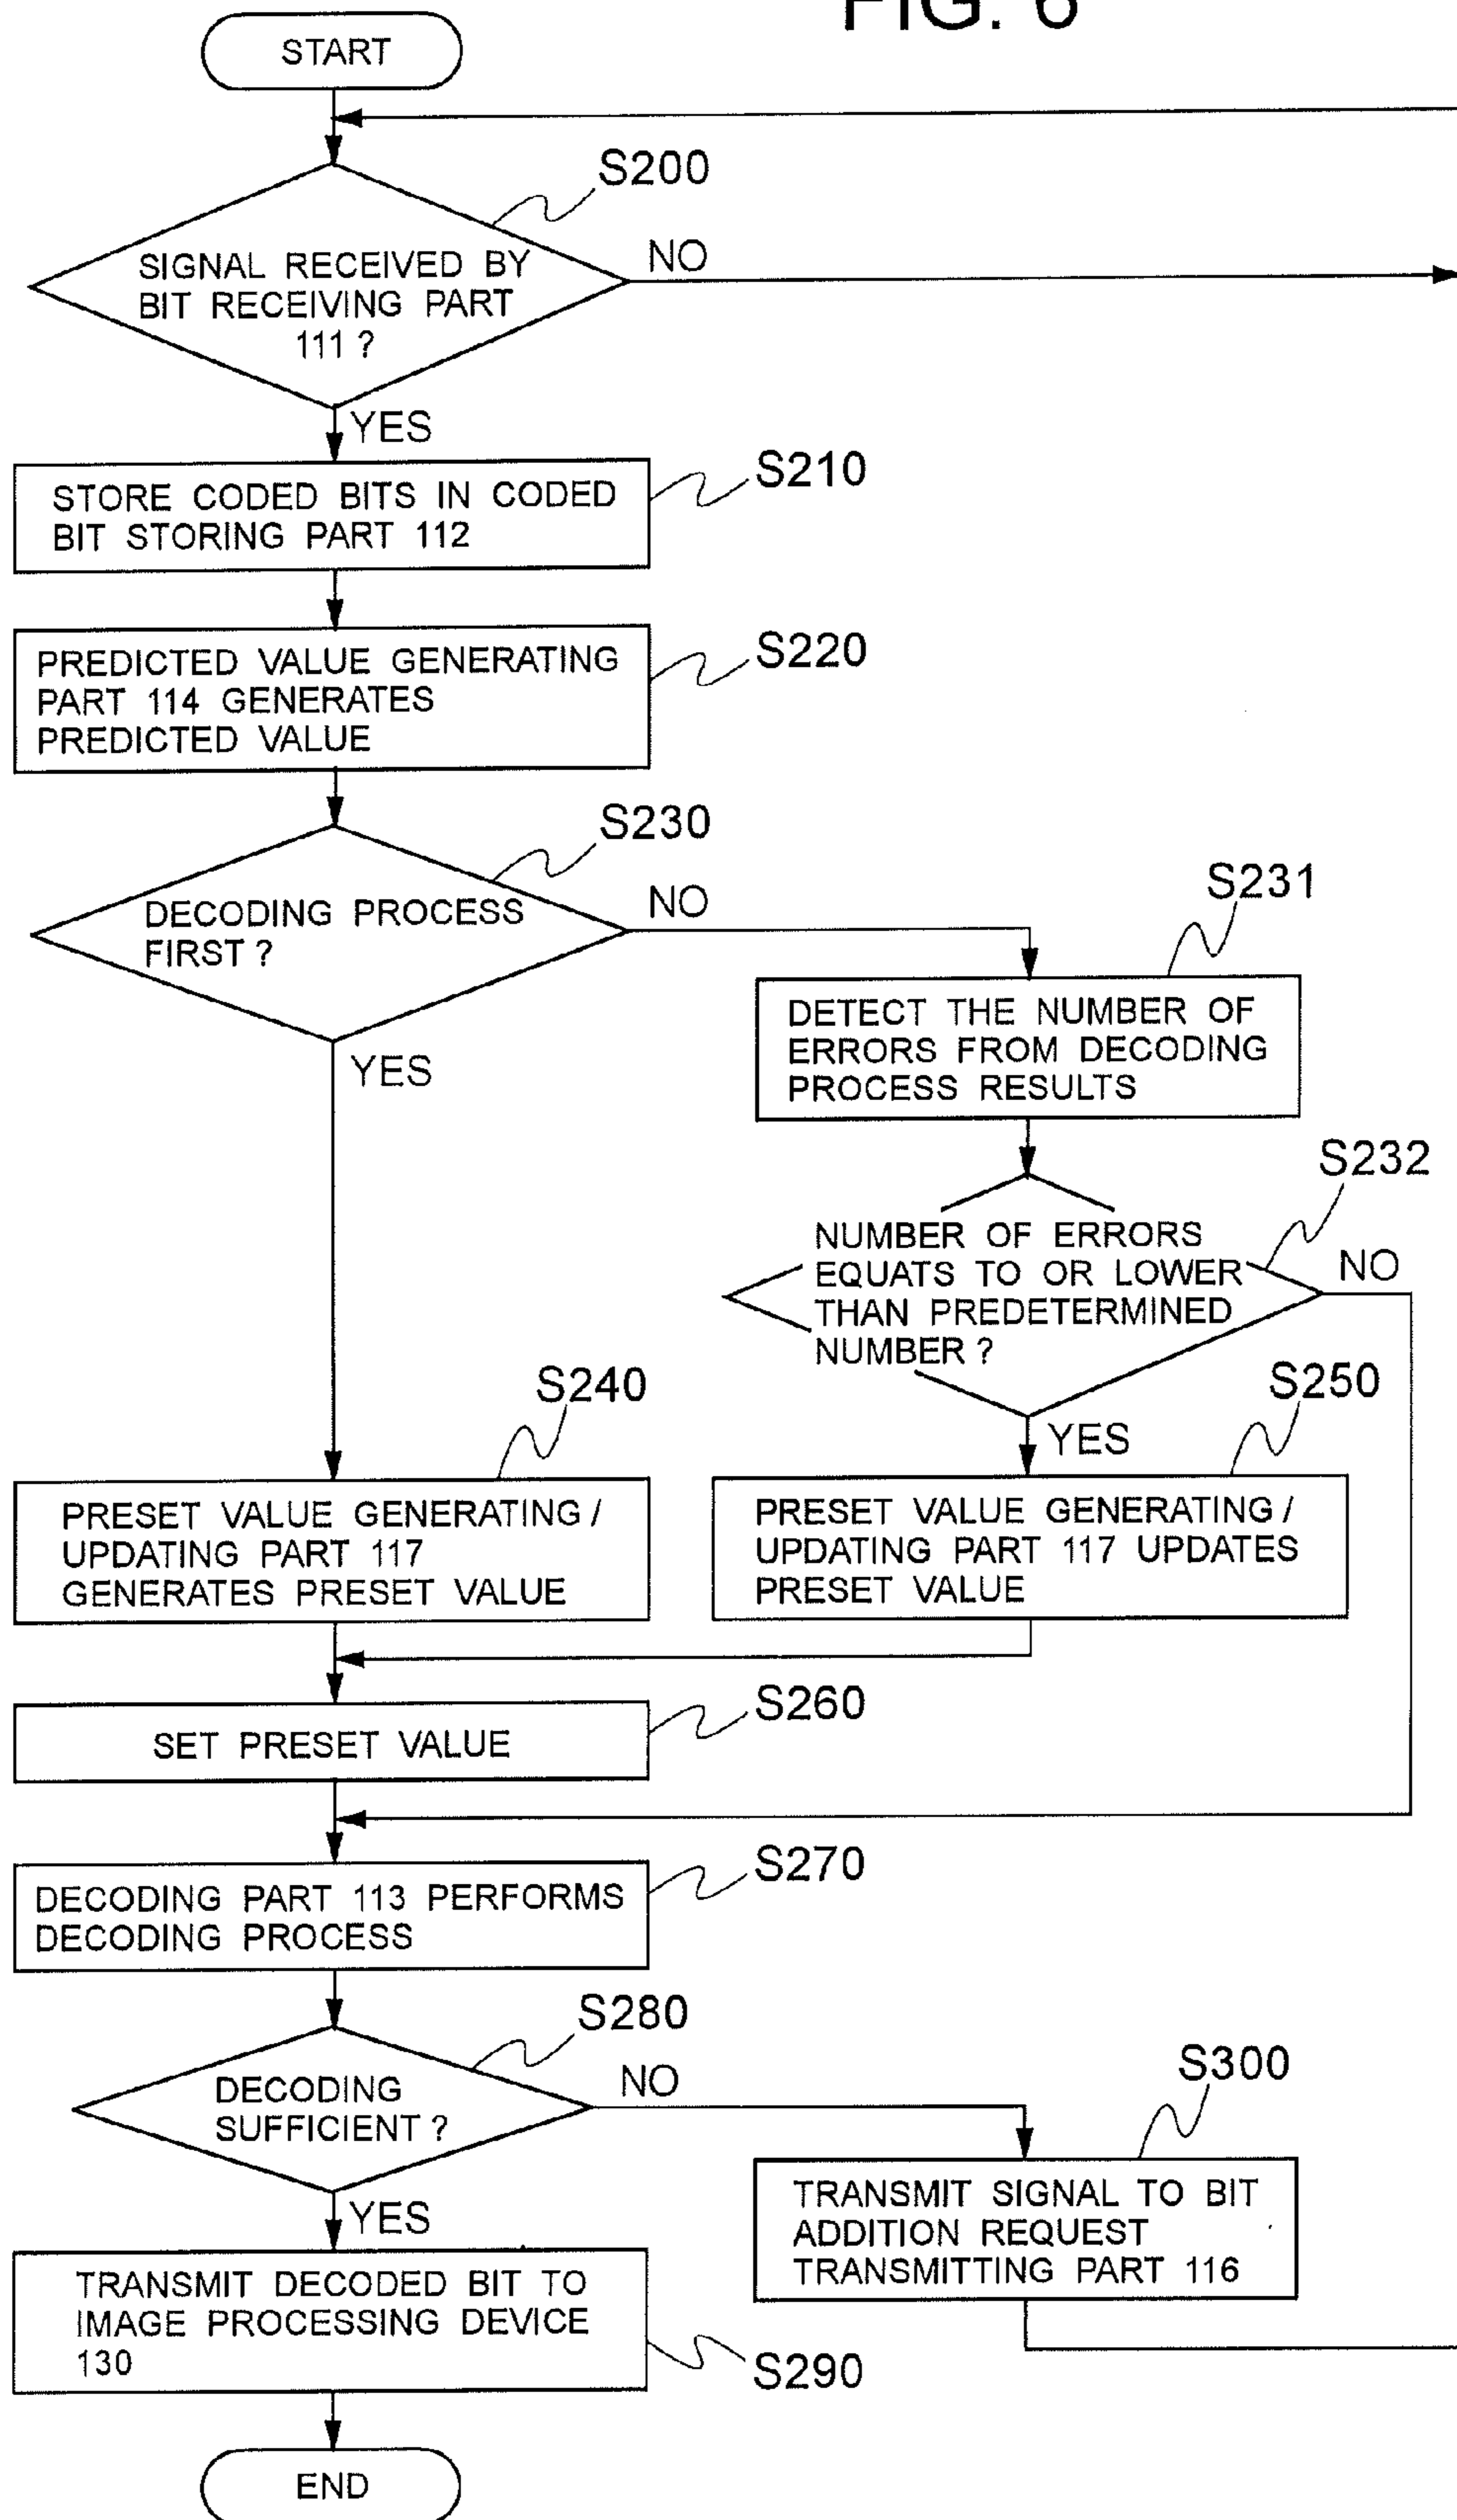 FIG. 6
START
S200
SIGNAL RECEIVED BY
BIT RECEIVING PART
111 ?
NO
YES
S210
STORE CODED BITS IN CODED
BIT STORING PART 112
S220
PREDICTED VALUE GENERATING
PART 114 GENERATES
PREDICTED VALUE
S230
DECODING PROCESS
FIRST ?
NO
YES
S231
DETECT THE NUMBER OF
ERRORS FROM DECODING
PROCESS RESULTS
S232
NUMBER OF ERRORS
EQUATS TO OR LOWER
THAN PREDETERMINED
NUMBER ?
NO
YES
S240
PRESET VALUE GENERATING /
UPDATING PART 117
GENERATES PRESET VALUE
S250
PRESET VALUE GENERATING /
UPDATING PART 117 UPDATES
PRESET VALUE
S260
SET PRESET VALUE
S270
DECODING PART 113 PERFORMS
DECODING PROCESS
S280
DECODING
SUFFICIENT ?
NO
YES
S300
TRANSMIT SIGNAL TO BIT
ADDITION REQUEST
TRANSMITTING PART 116
TRANSMIT DECODED BIT TO
IMAGE PROCESSING DEVICE
130
S290
END